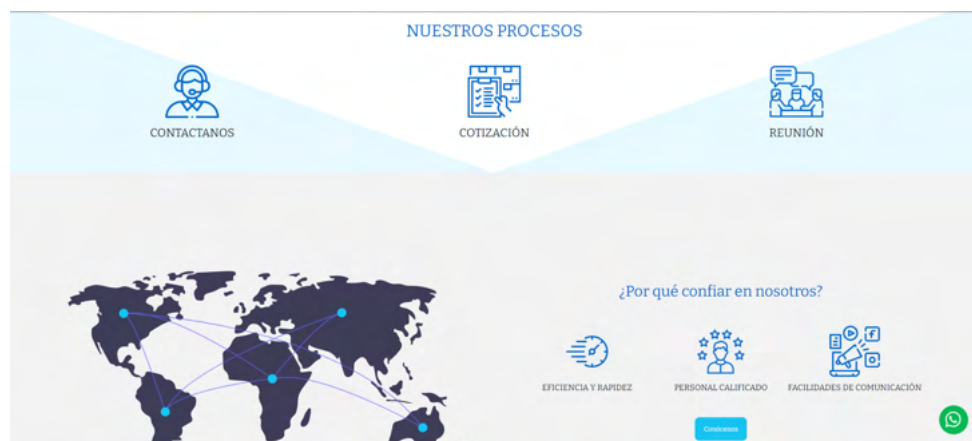 NUESTROS PROCESOS
CONTACTANOS
COTIZACIÓN
REUNIÓN
¿Por qué confiar en nosotros?
EFICIENCIA Y RAPIDEZ
PERSONAL CALIFICADO
FACILIDADES DE COMUNICACIÓN
Conócenos